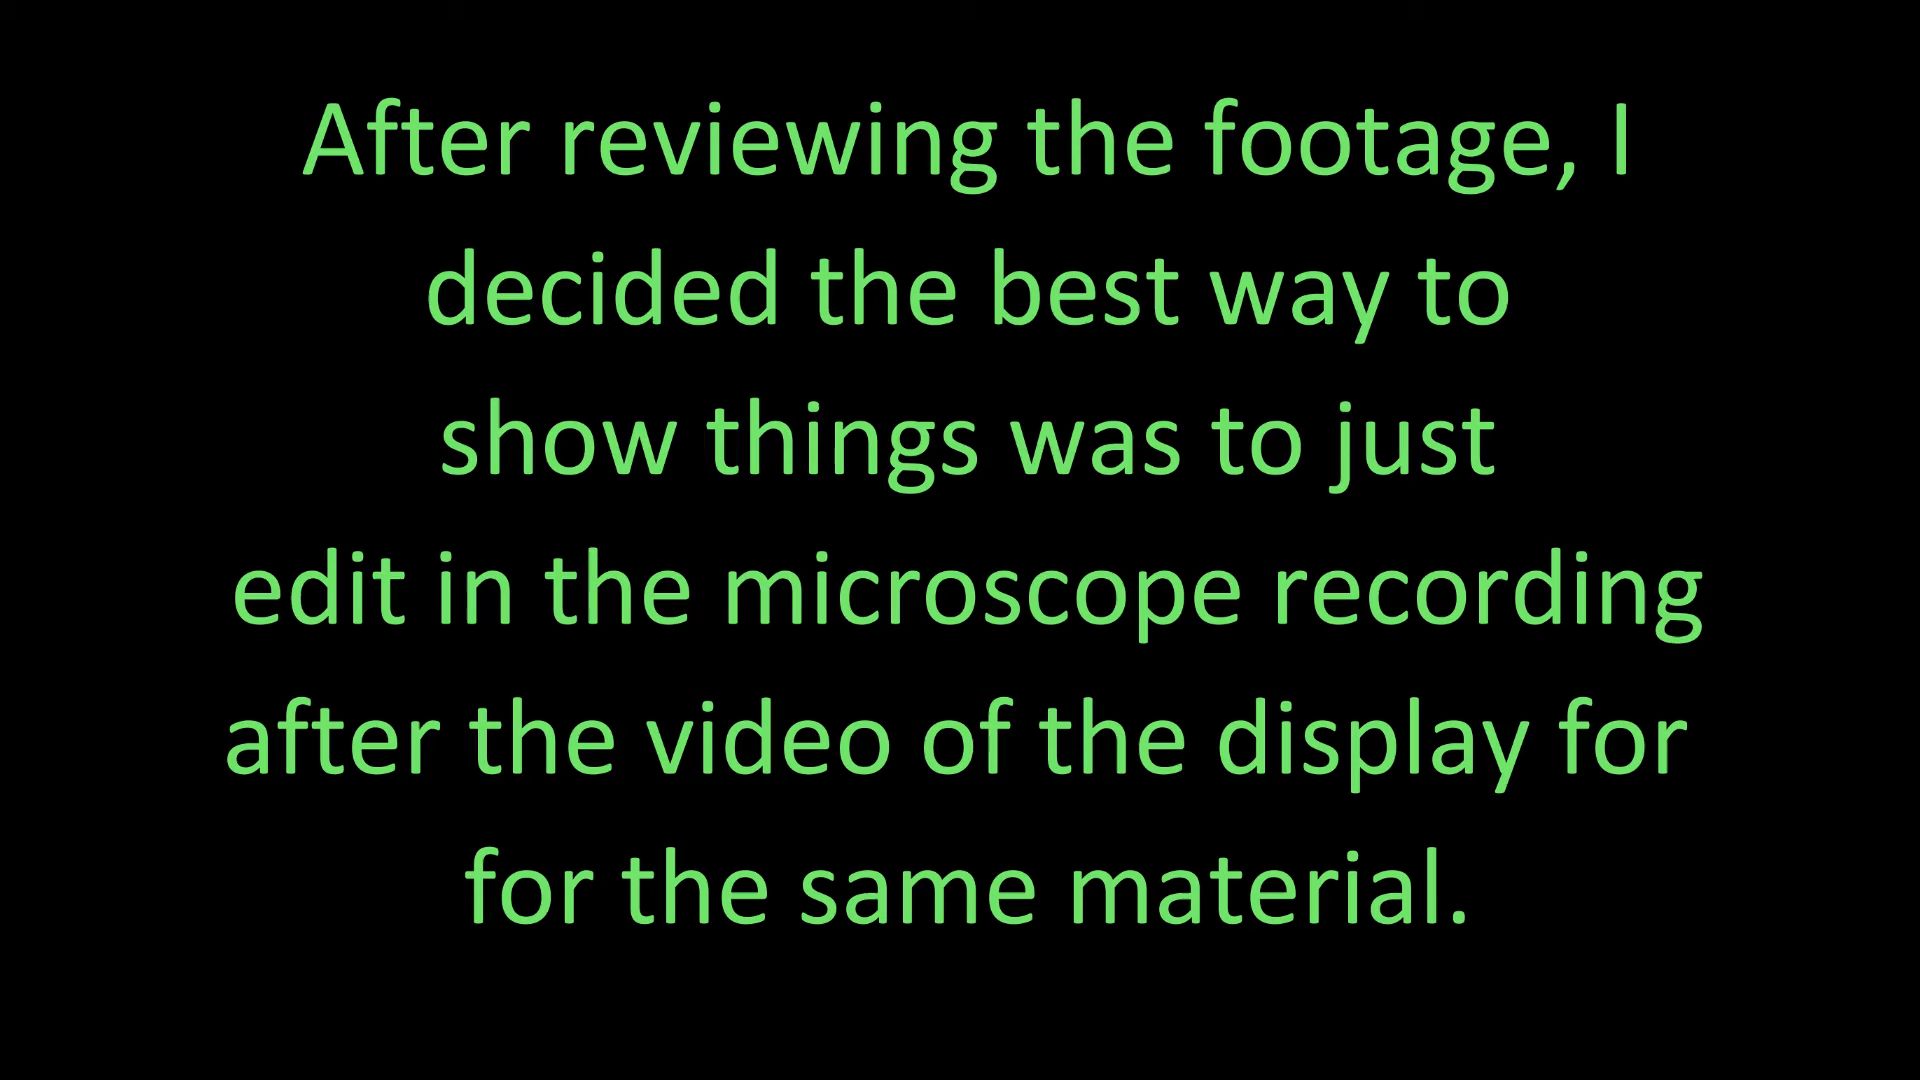 After reviewing the footage, I
decided the best way to
show things was to just
edit in the microscope recording
after the video of the display for
for the same material.